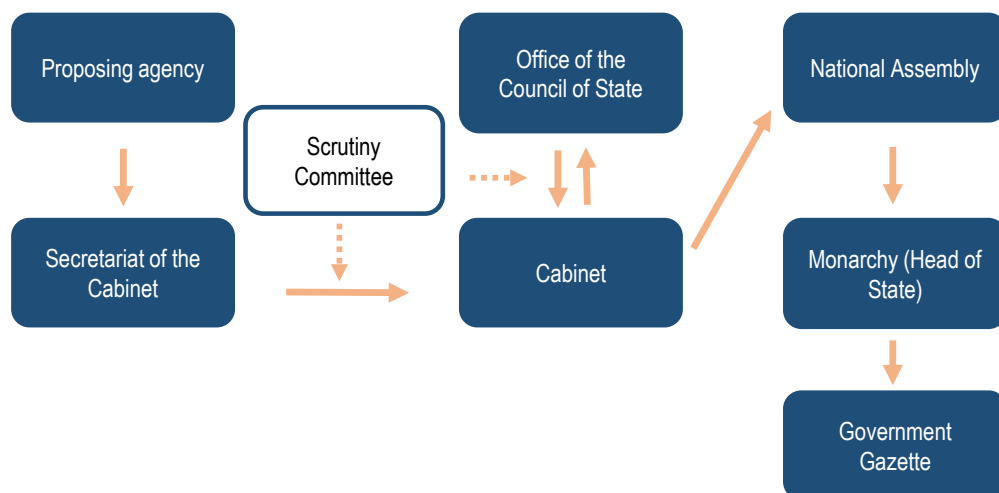 Proposing agency
Office of the
Council of State
National Assembly
Scrutiny
Committee
Secretariat of the
Cabinet
Cabinet
Monarchy (Head of
State)
Government
Gazette